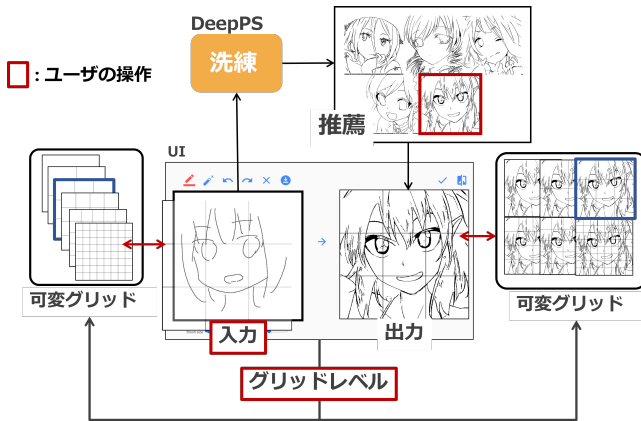 DeepPS
洗練
: ユーザの操作
推薦
UI
可変グリッド
入力
出力
可変グリッド
グリッドレベル